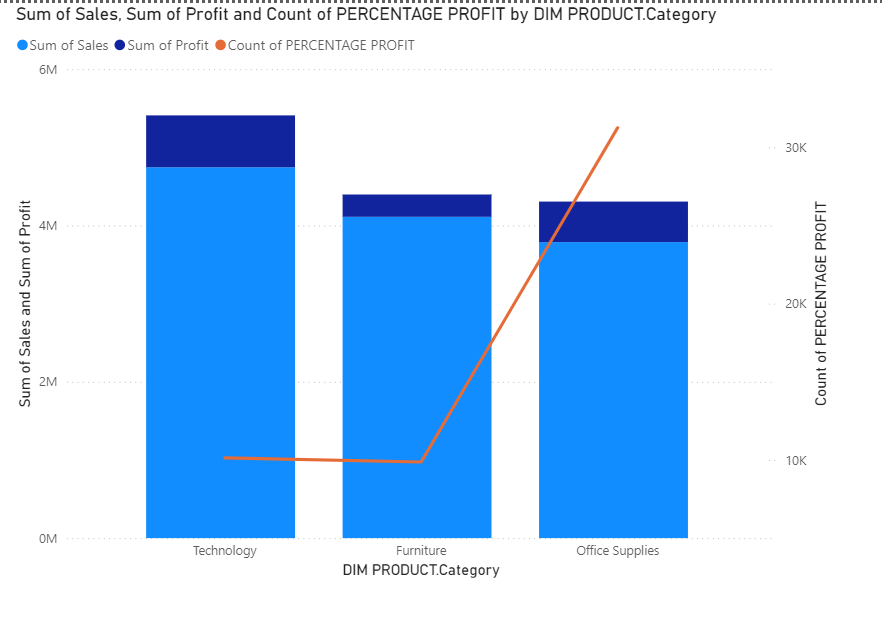 Sum of Sales, Sum of Profit and Count of PERCENTAGE PROFIT by DIM PRODUCT.Category
Sum of Sales Sum of Profit Count of PERCENTAGE PROFIT
6M
4M
2M
0M
Sum of Sales and Sum of Profit
30K
20K
10K
Count of PERCENTAGE PROFIT
Technology Furniture Office Supplies
DIM PRODUCT.Category